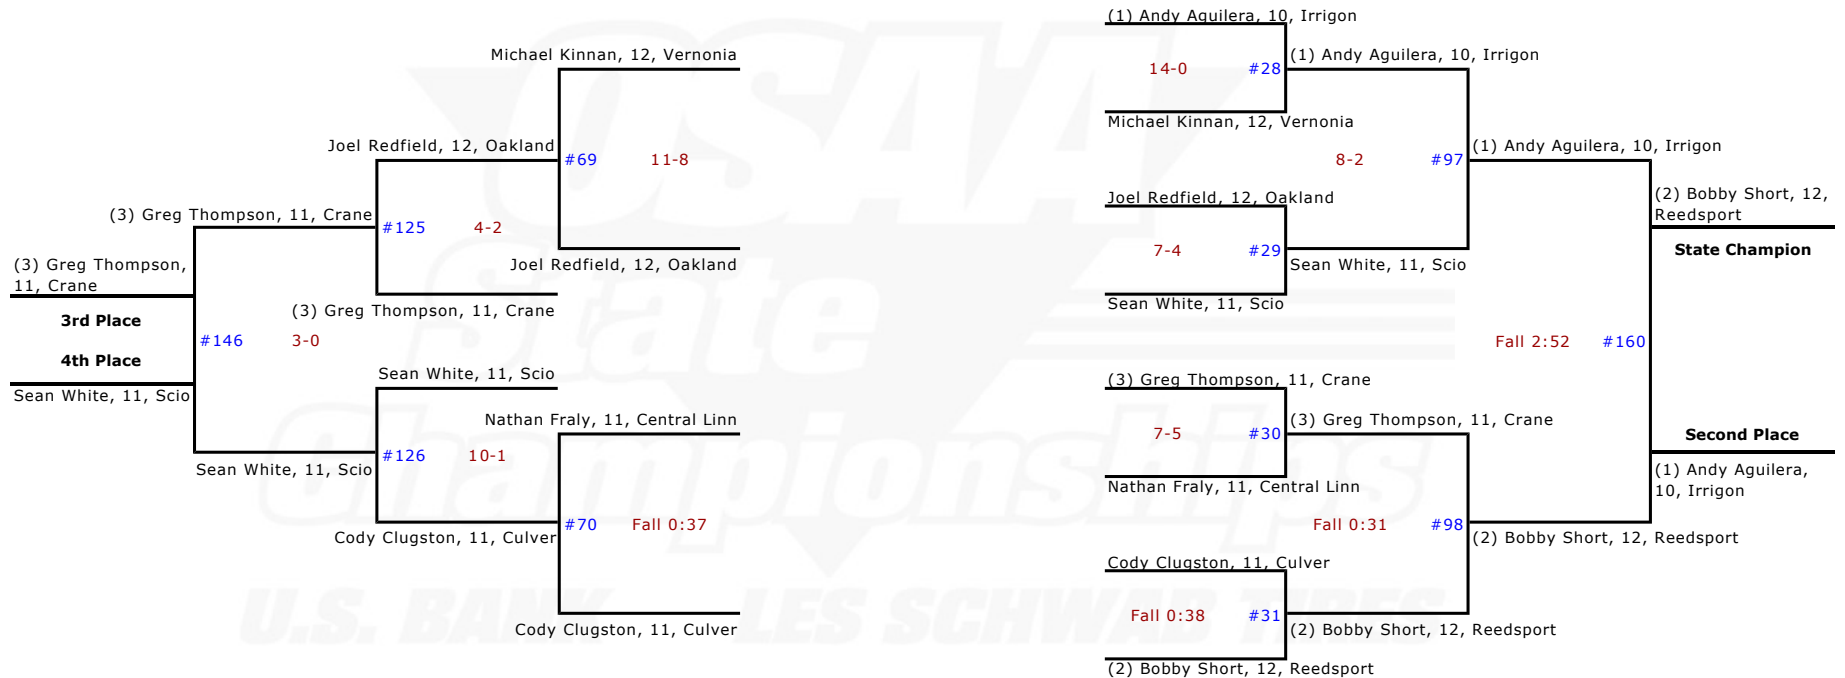 Michael Kinnan, 12, Vernonia
Joel Redfield, 12, Oakland
#69
11-8
(3) Greg Thompson, 11, Crane
#125
4-2
Joel Redfield, 12, Oakland
(3) Greg Thompson,
11, Crane
(3) Greg Thompson, 11, Crane
3rd Place
#146
3-0
4th Place
Sean White, 11, Scio
Sean White, 11, Scio
Nathan Fraly, 11, Central Linn
Sean White, 11, Scio
#126
10-1
Cody Clugston, 11, Culver
#70
Fall 0:37
Cody Clugston, 11, Culver
(1) Andy Aguilera, 10, Irrigon
14-0
#28
(1) Andy Aguilera, 10, Irrigon
Michael Kinnan, 12, Vernonia
8-2
#97
(1) Andy Aguilera, 10, Irrigon
Joel Redfield, 12, Oakland
7-4
#29
Sean White, 11, Scio
Sean White, 11, Scio
(2) Bobby Short, 12,
Reedsport
State Champion
Fall 2:52
#160
(3) Greg Thompson, 11, Crane
7-5
#30
(3) Greg Thompson, 11, Crane
Nathan Fraly, 11, Central Linn
Second Place
(1) Andy Aguilera,
10, Irrigon
Fall 0:31
#98
(2) Bobby Short, 12, Reedsport
Cody Clugston, 11, Culver
Fall 0:38
#31
(2) Bobby Short, 12, Reedsport
(2) Bobby Short, 12, Reedsport
OSAA
State
Championships
U.S. BANK LES SCHWAB TIRES